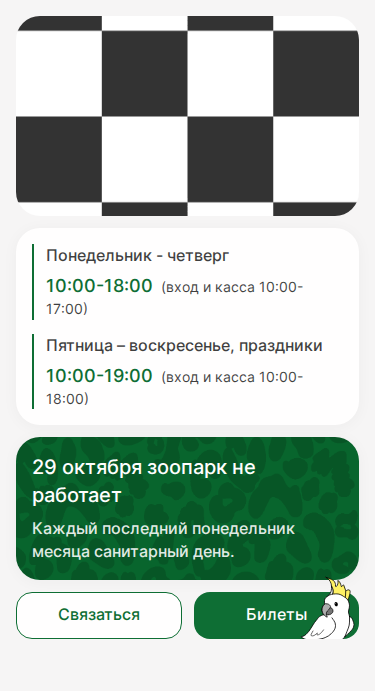 Понедельник - четверг
10:00-18:00 (вход и касса 10:00-
17:00)
Пятница – воскресенье, праздники
10:00-19:00 (вход и касса 10:00-
18:00)
29 октября зоопарк не
работает
Каждый последний понедельник
месяца санитарный день.
Связаться
Билеты